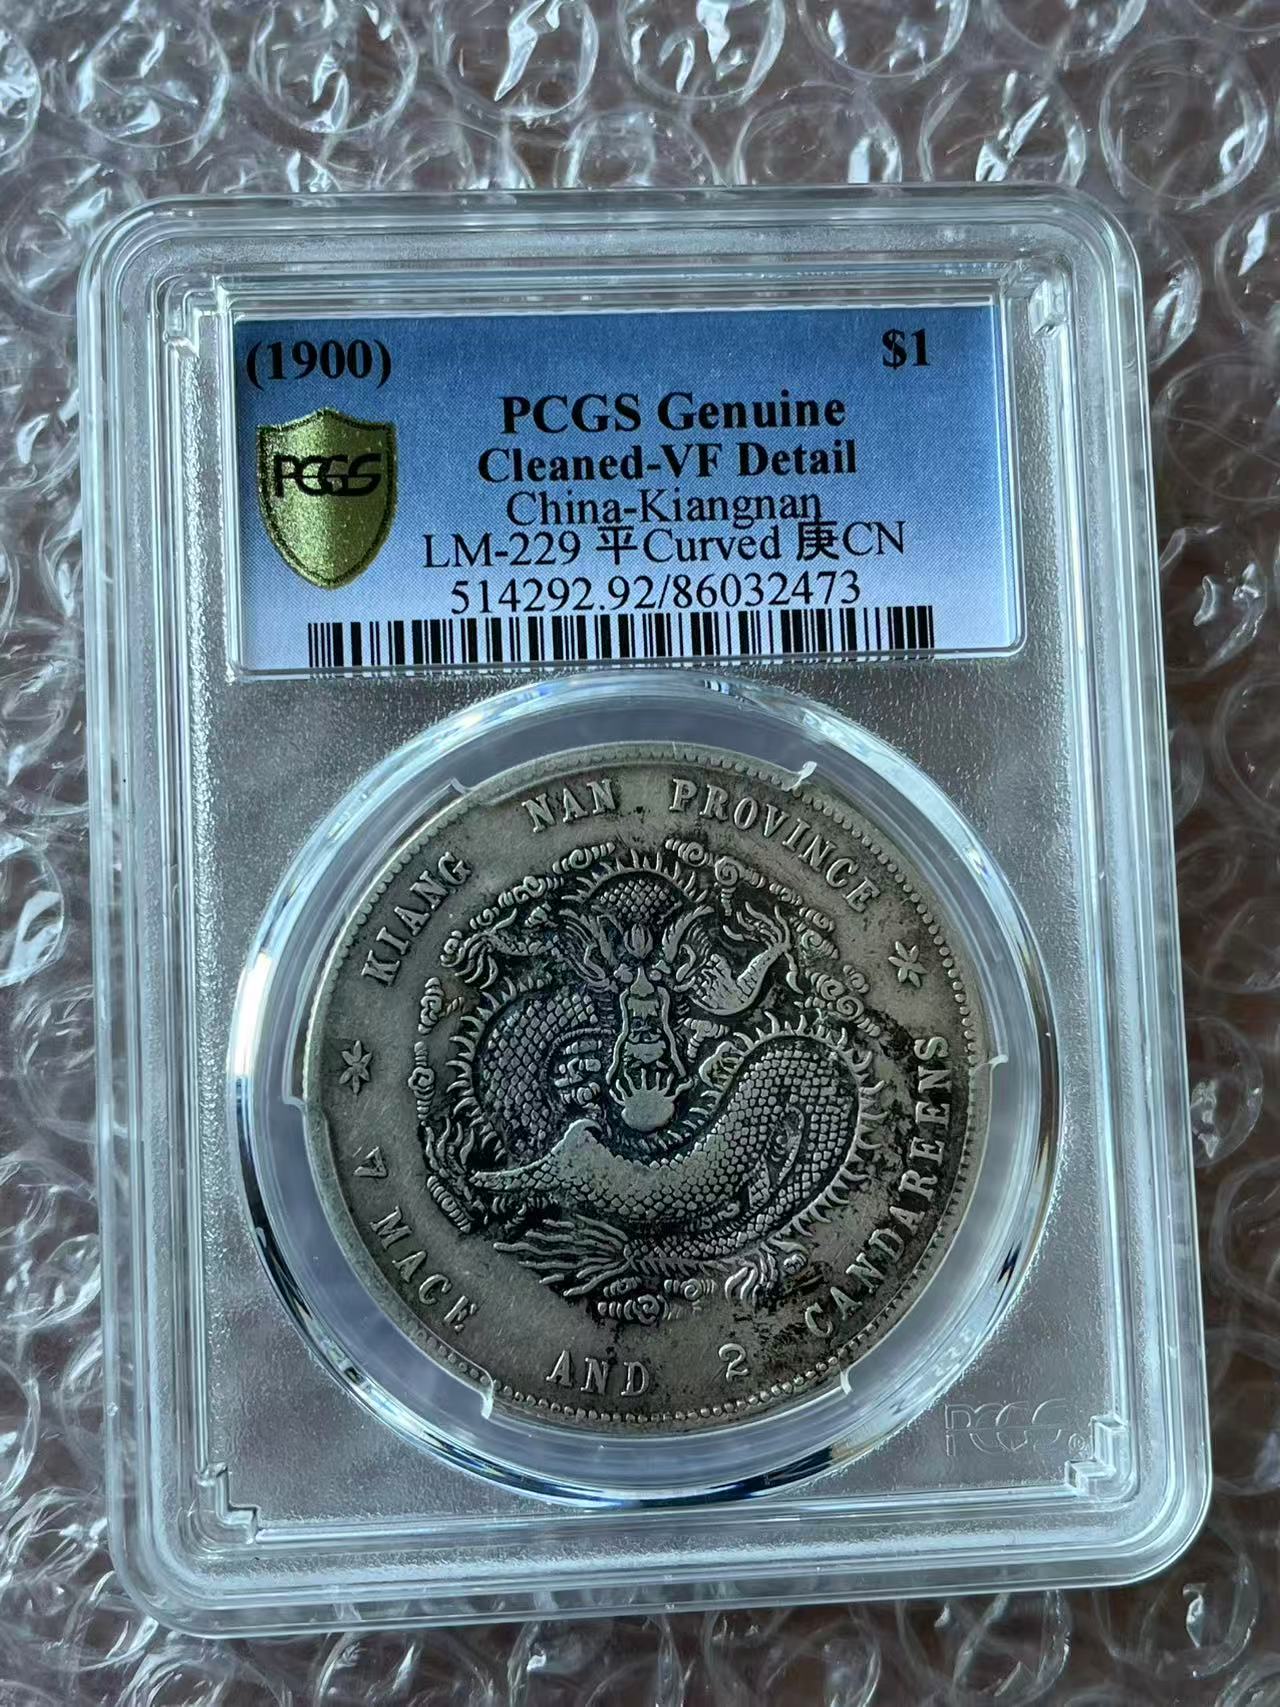 (1900) $1
PCGS Genuine
PCGS
Cleaned-VF Detail
China-Kiangnan
LM-229 平Curved 庚CN
514292.92/86032473
KIANG NAN PROVINCE
7 MACE AND 2 CANDAREENS
PCGS